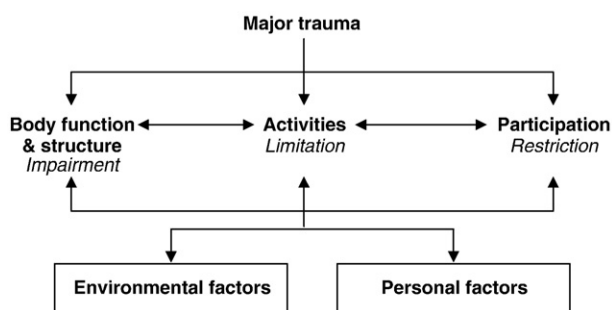 Major trauma
Body function
& structure
Impairment
Activities
Limitation
Participation
Restriction
Environmental factors
Personal factors